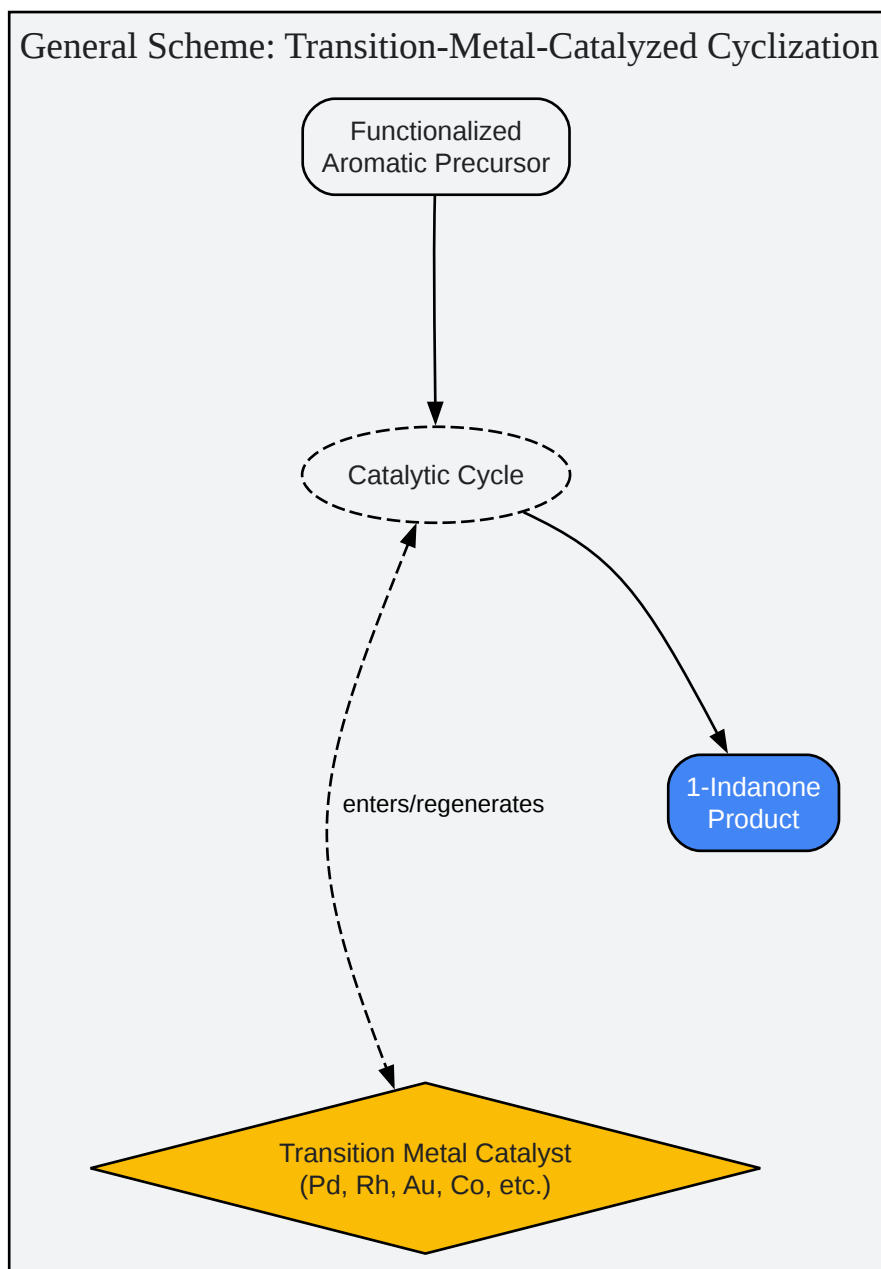 General Scheme: Transition-Metal-Catalyzed Cyclization
Functionalized
Aromatic Precursor
Catalytic Cycle
1-Indanone
Product
enters/regenerates
Transition Metal Catalyst
(Pd, Rh, Au, Co, etc.)